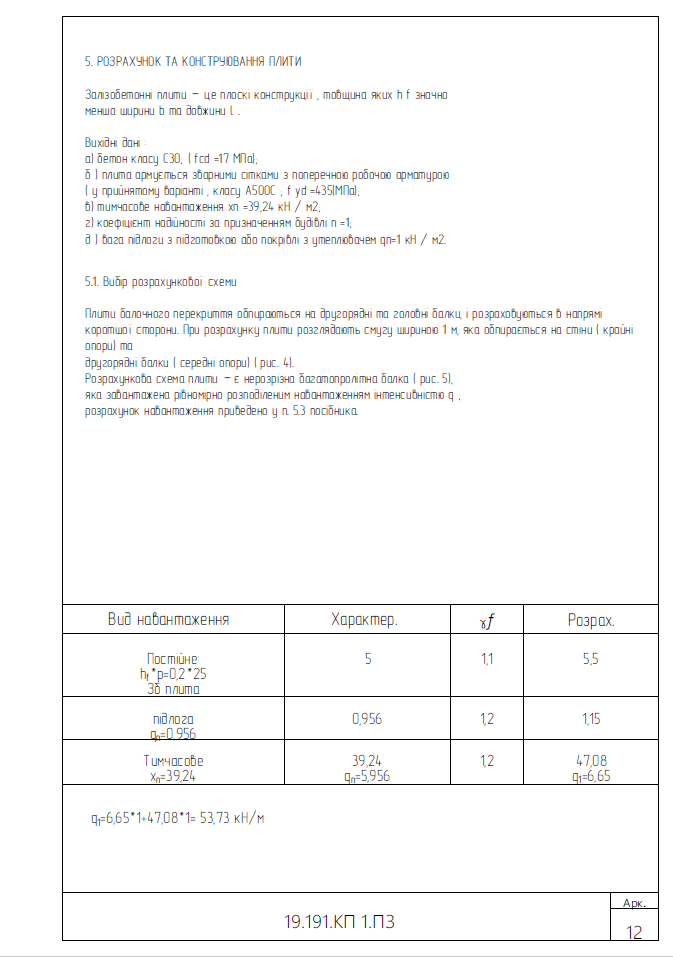 5. РОЗРАХУНОК ТА КОНСТРУЮВАННЯ ПЛИТИ
Залізобетонні плити – це плоскі конструкції , товщина яких h f значно
менша ширини b та довжини l .
Вихідні дані :
а) бетон класу С30, ( fcd =17 МПа);
б ) плита армується зварними сітками з поперечною робочою арматурою
( у прийнятому варіанті , класу А500С ; f yd =435(МПа);
в) тимчасове навантаження xn =39,24 кН / м2;
г) коефіцієнт надійності за призначенням будівлі n =1;
д ) вага підлоги з підготовкою або покрівлі з утеплювачем qn=1 кН / м2.
5.1. Вибір розрахункової схеми
Плити балочного перекриття обпираються на другорядні та головні балки, і розраховуються в напрямі
коротшої сторони. При розрахунку плити розглядають смугу шириною 1 м, яка обпирається на стіни ( крайні
опори) та
другорядні балки ( середні опори) ( рис. 4).
Розрахункова схема плити – є нерозрізна багатопролітна балка ( рис. 5),
яка завантажена рівномірно розподіленим навантаженням інтенсивністю q ;
розрахунок навантаження приведено у п. 5.3 посібника.
Вид навантаження Характер. γf Розрах.
Постійне: 5 1,1 5,5
hf*p=0,2*25
Зб плита
підлога 0,956 1,2 1,15
qn=0,956
Тимчасове 39,24 1,2 47,08
xn=39,24 qn=5,956 q1=6,65
q1=6,65*1+47,08*1= 53,73 кН/м
Арк.
19.191.КП 1.ПЗ
12